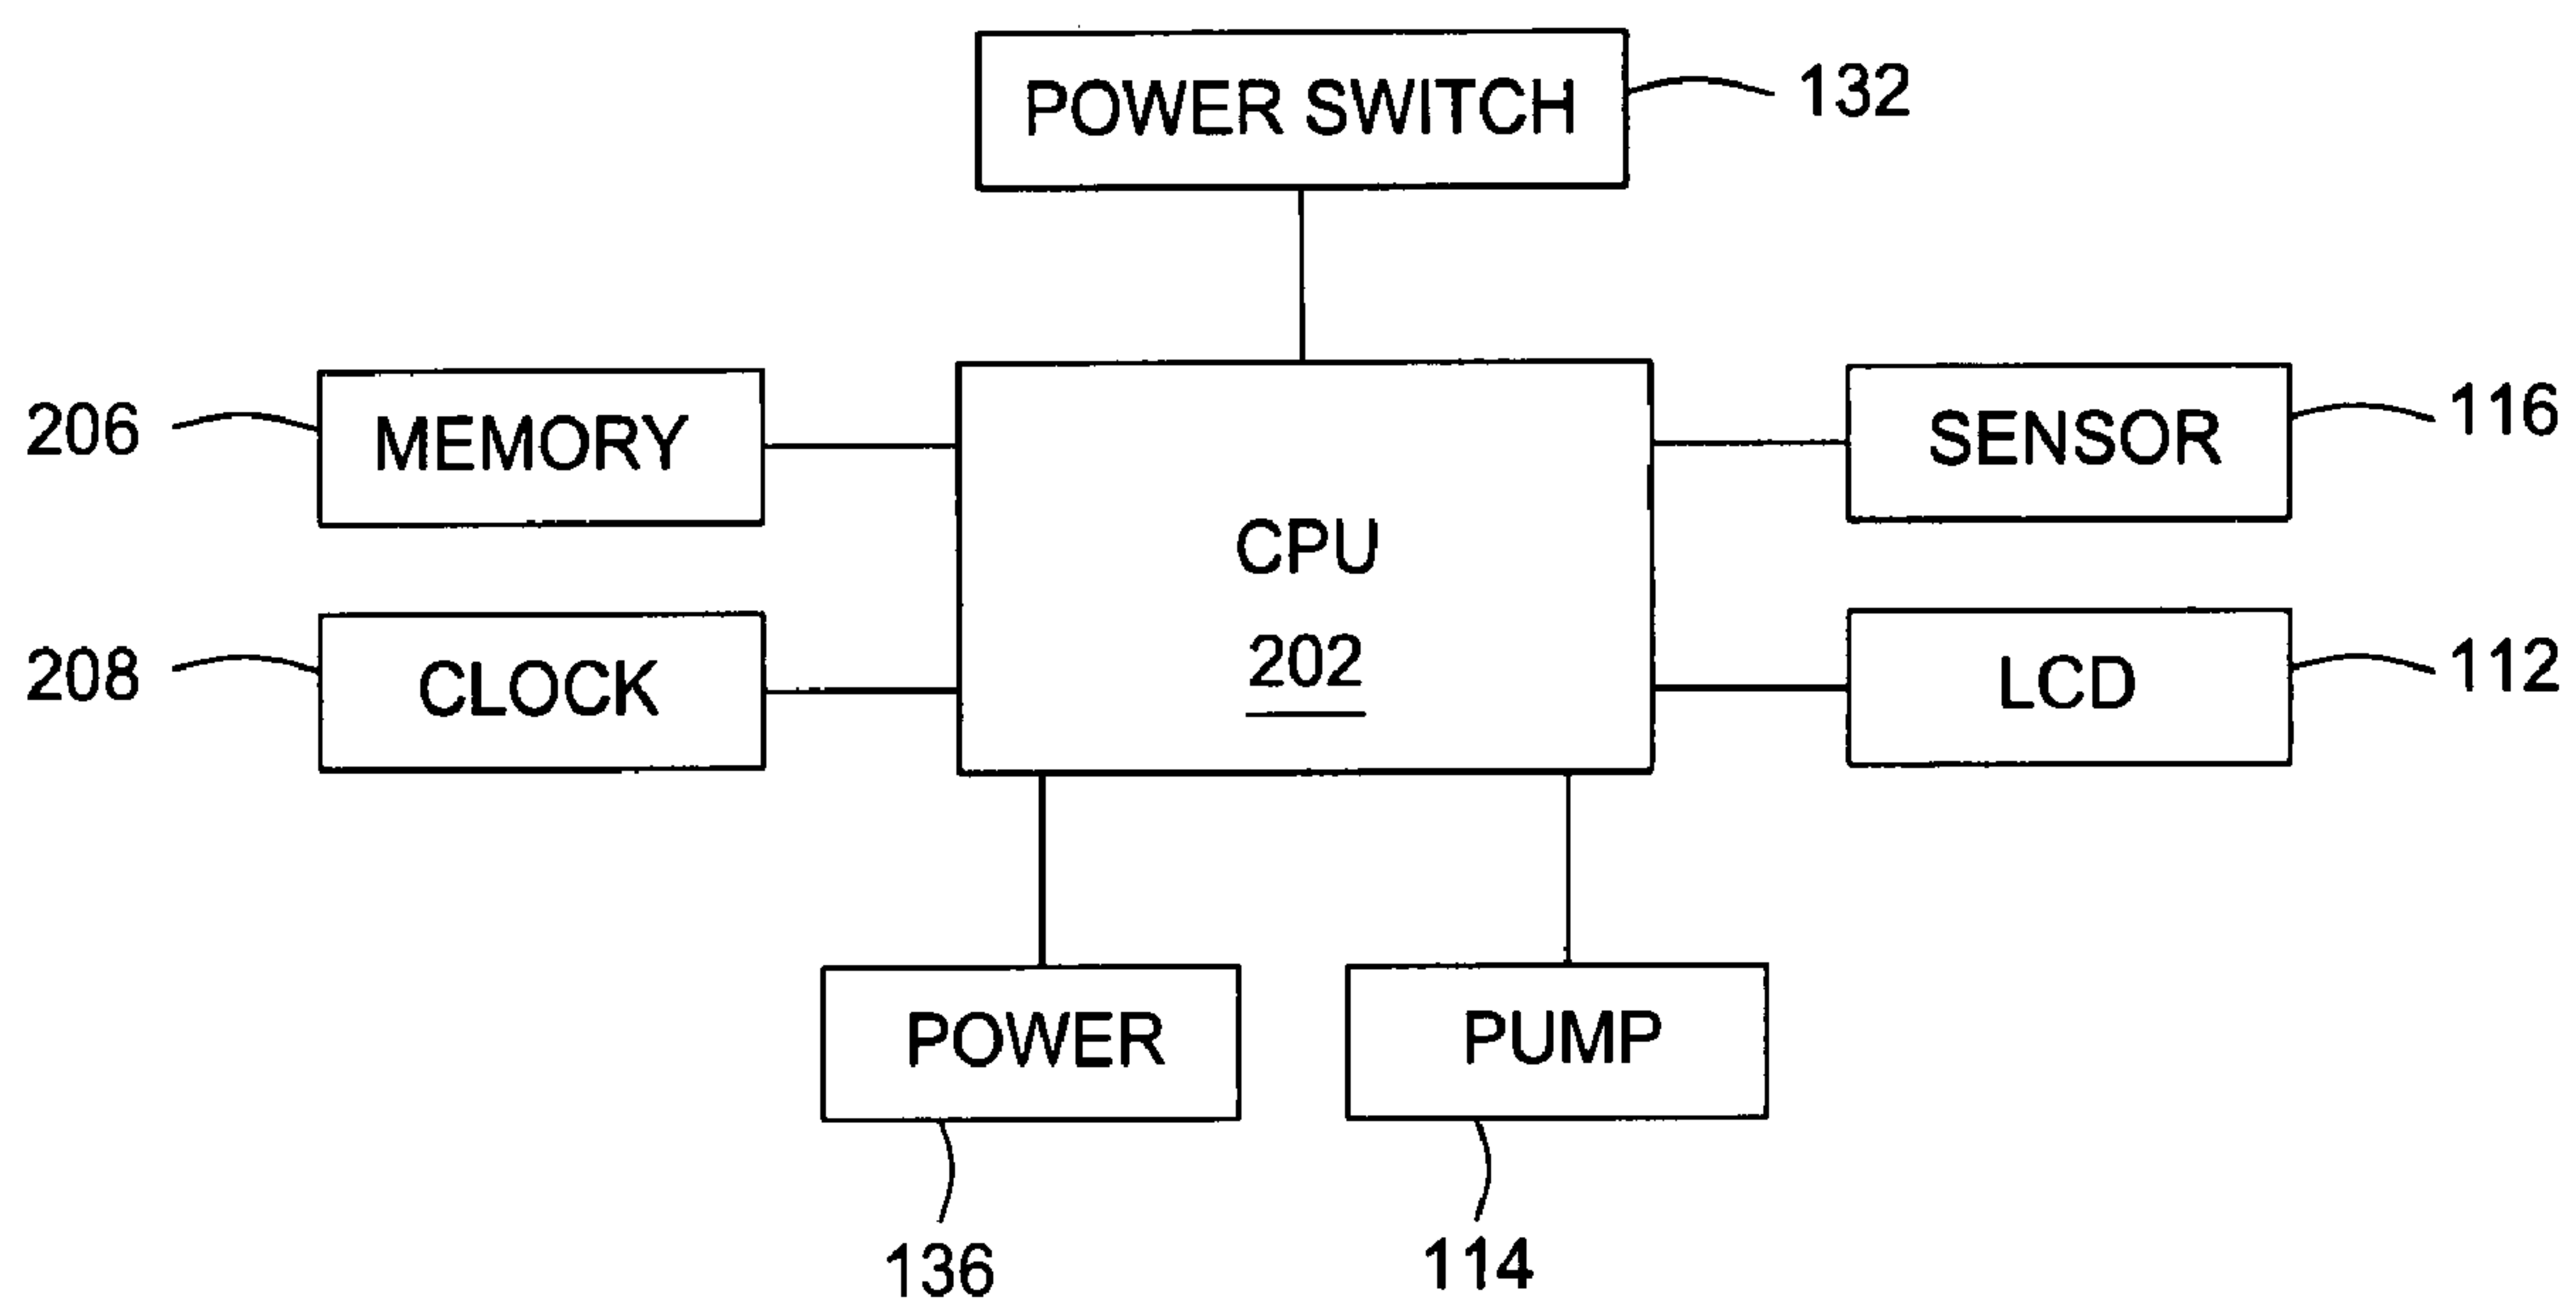 POWER SWITCH
132
206
MEMORY
SENSOR
116
CPU
202
208
CLOCK
LCD
112
POWER
PUMP
136
114